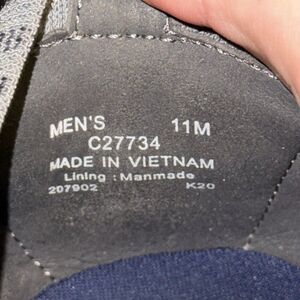 MEN'S 11M
C27734
MADE IN VIETNAM
Lining : Manmade
207902 K20